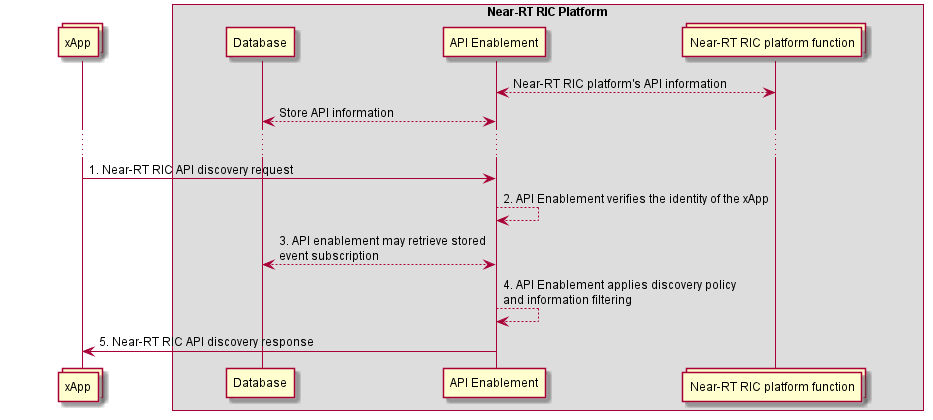 Near-RT RIC Platform
xApp
Database
API Enablement
Near-RT RIC platform function
Near-RT RIC platform's API information
Store API information
1. Near-RT RIC API discovery request
2. API Enablement verifies the identity of the xApp
3. API enablement may retrieve stored
event subscription
4. API Enablement applies discovery policy
and information filtering
5. Near-RT RIC API discovery response
xApp
Database
API Enablement
Near-RT RIC platform function